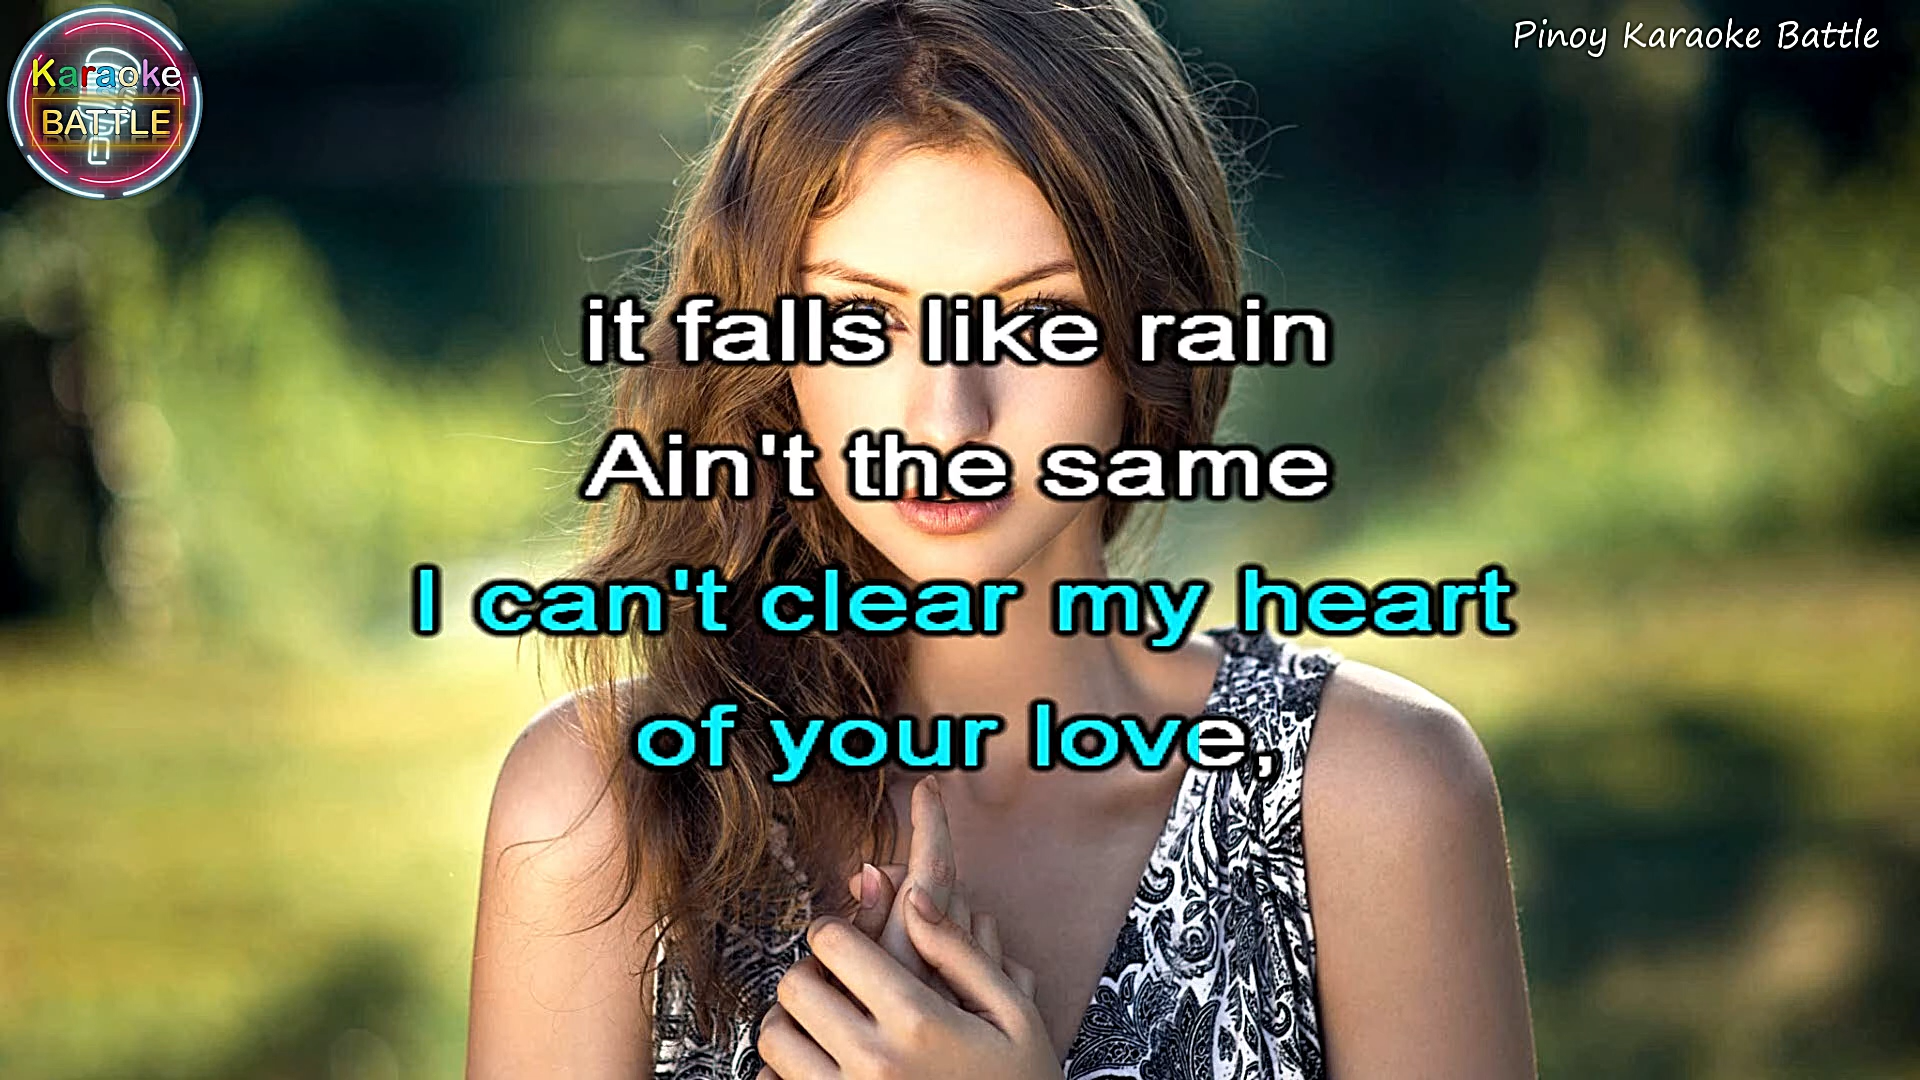 Karaoke
BATTLE
Pinoy Karaoke Battle
it falls like rain
Ain't the same
I can't clear my heart
of your love,